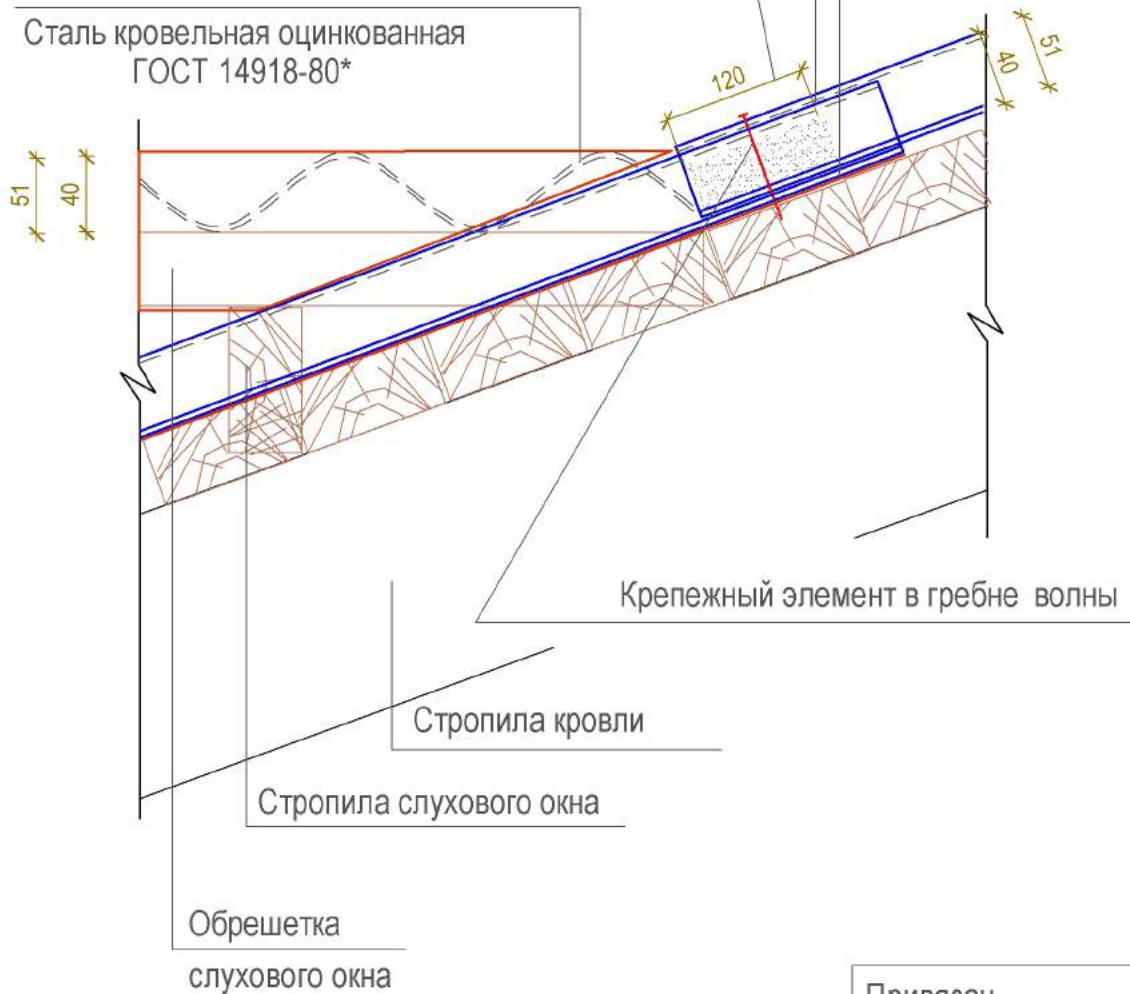 Сталь кровельная оцинкованная
ГОСТ 14918-80*
120
51
40
51
40
Крепежный элемент в гребне волны
Стропила кровли
Стропила слухового окна
Обрешетка
слухового окна